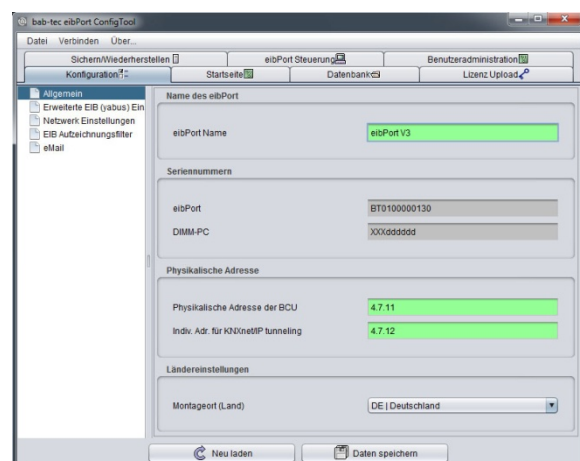 bab-tec eibPort ConfigTool
Datei Verbinden Über...
Sichern/Wiederherstellen eibPort Steuerung Benutzeradministration
Konfiguration Startseite Datenbank Lizenz Upload
Allgemein
Erweiterte EIB (yabus) Ein
Netzwerk Einstellungen
EIB Aufzeichnungsfilter
eMail
Name des eibPort
eibPort Name eibPort V3
Seriennummern
eibPort BT0100000130
DIMM-PC XXXdddddd
Physikalische Adresse
Physikalische Adresse der BCU 4.7.11
Indiv. Adr. für KNXnet/IP tunneling 4.7.12
Ländereinstellungen
Montageort (Land) DE | Deutschland
Neu laden Daten speichern